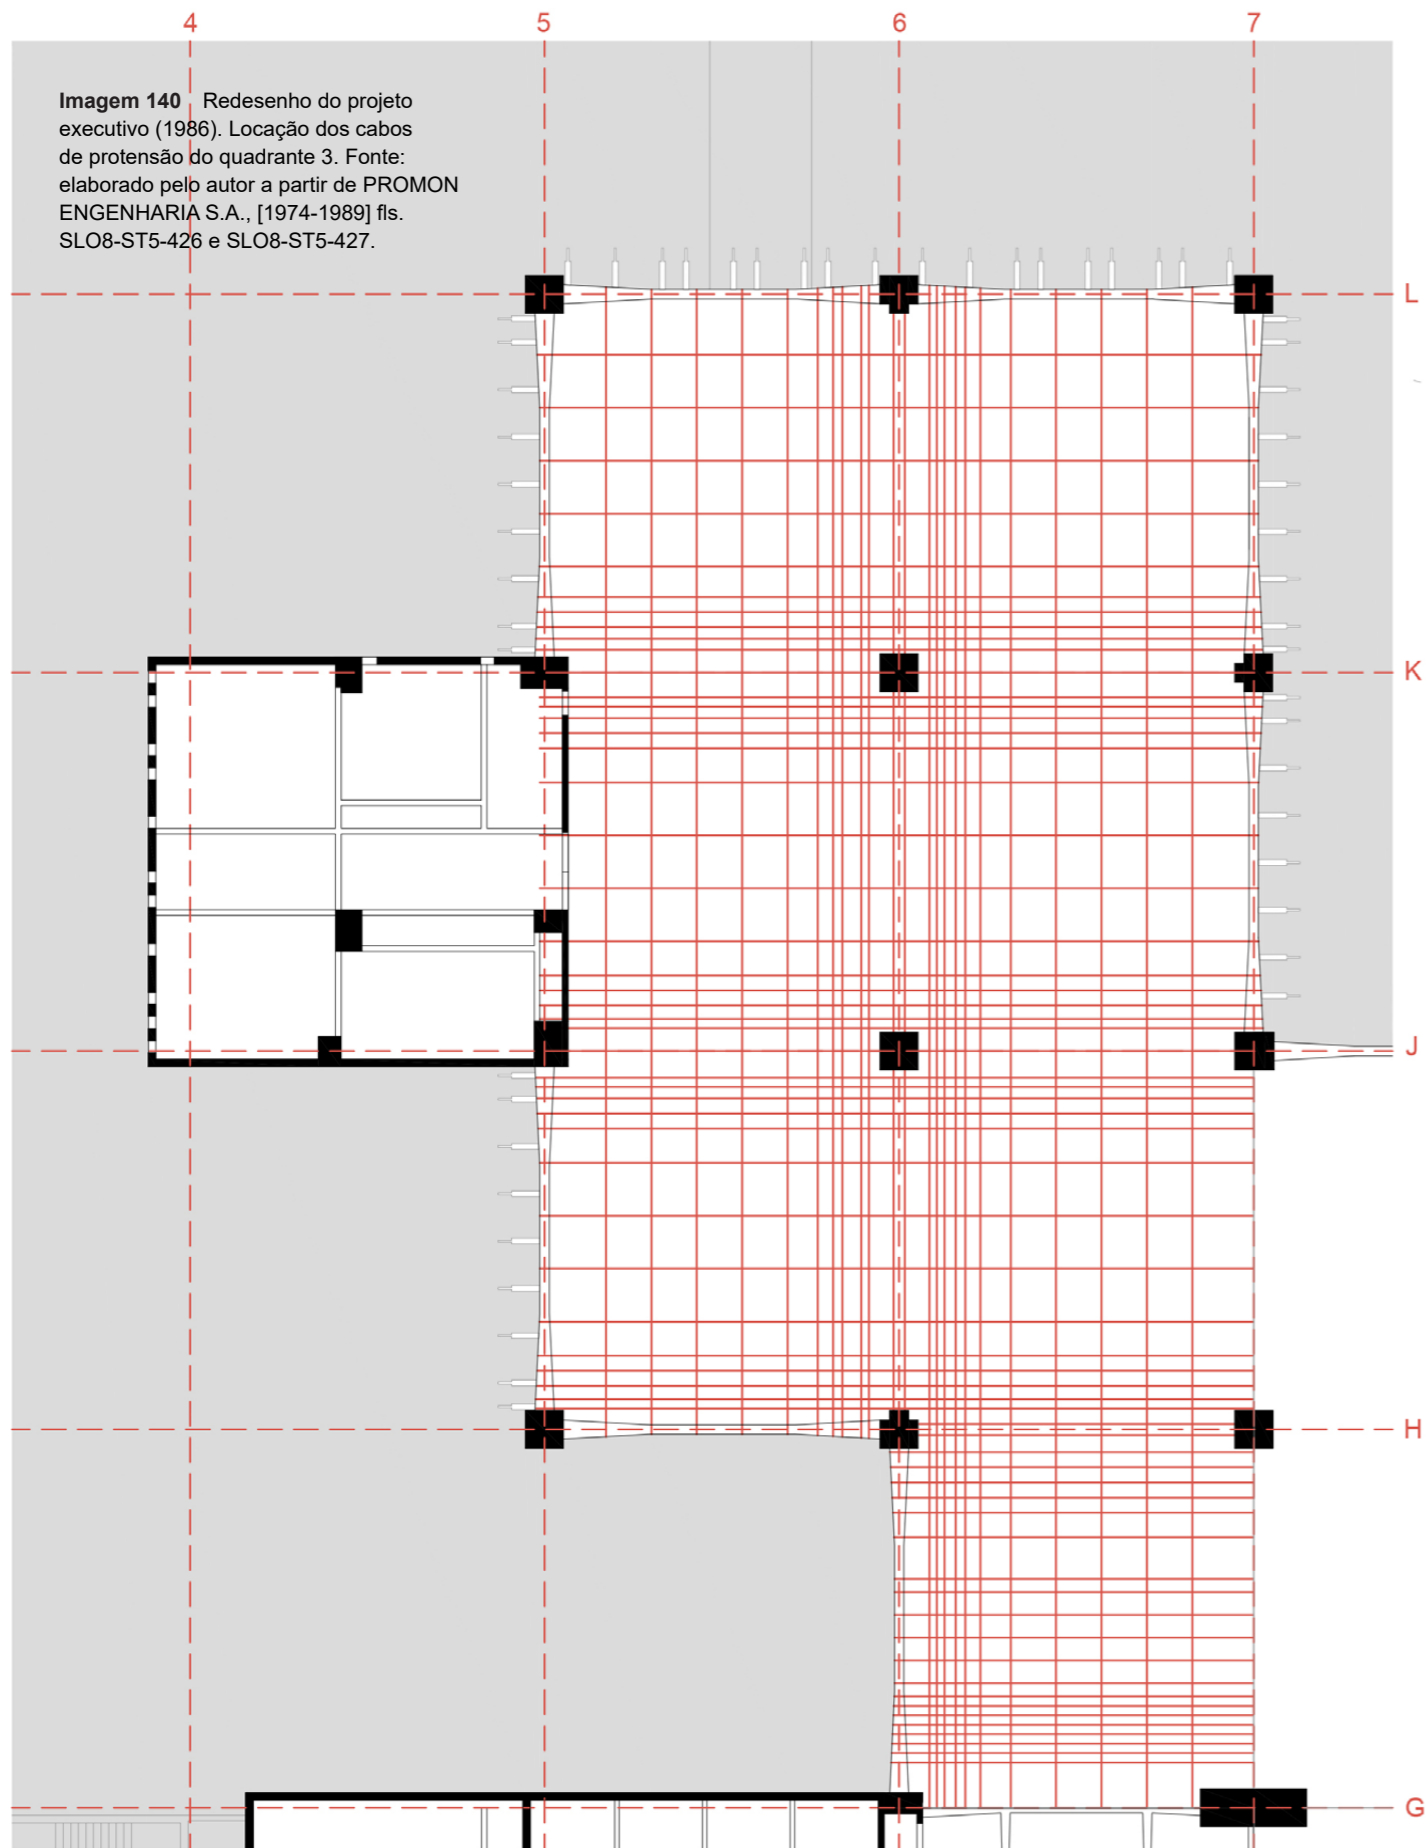 4 5 6 7
Imagem 140 Redesenho do projeto
executivo (1986). Locação dos cabos
de protensão do quadrante 3. Fonte:
elaborado pelo autor a partir de PROMON
ENGENHARIA S.A., [1974-1989] fls.
SLO8-ST5-426 e SLO8-ST5-427.
L
K
J
H
G